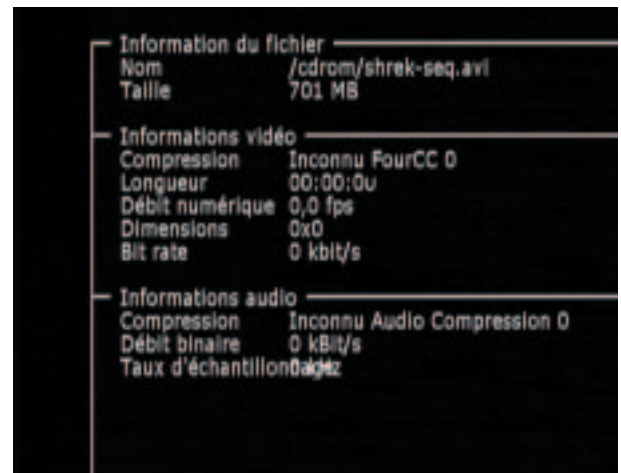 Information du fichier
Nom /cdrom/shrek-seq.avi
Taille 701 MB
Informations vidéo
Compression Inconnu FourCC 0
Longueur 00:00:00
Débit numérique 0,0 fps
Dimensions 0x0
Bit rate 0 kbit/s
Informations audio
Compression Inconnu Audio Compression 0
Débit binaire 0 kBit/s
Taux d'échantillon